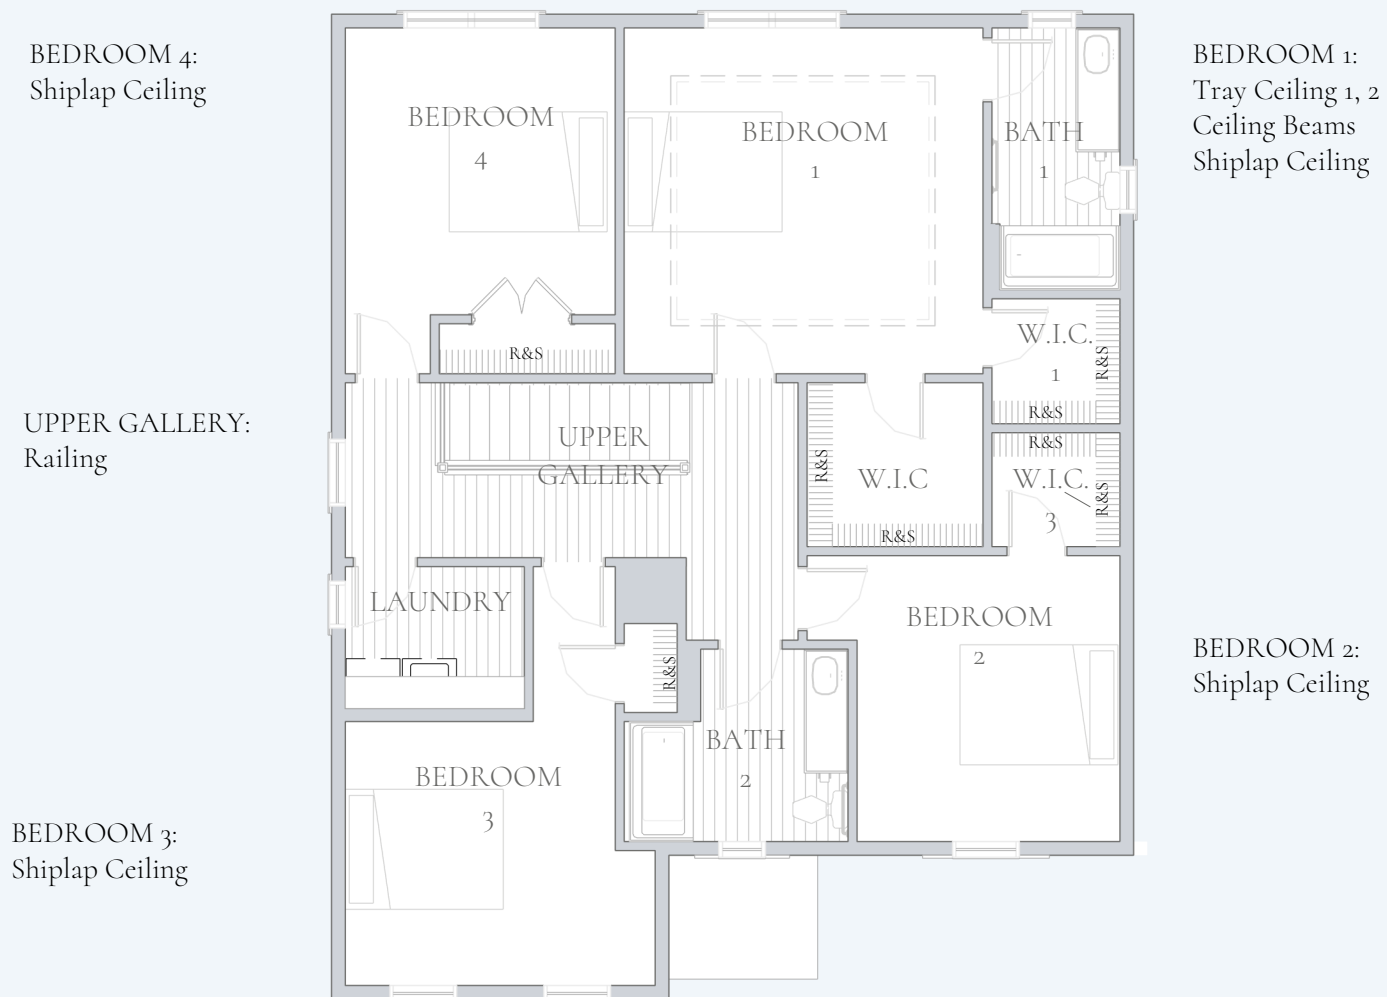 BEDROOM 4:
Shiplap Ceiling
UPPER GALLERY:
Railing
BEDROOM 3:
Shiplap Ceiling
BEDROOM
4
BEDROOM
1
BATH
1
R&S
W.I.C.
1
R&S
R&S
UPPER
GALLERY
R&S
W.I.C
R&S
R&S
W.I.C.
3
R&S
LAUNDRY
R&S
BEDROOM
2
BATH
2
BEDROOM
3
BEDROOM 1:
Tray Ceiling 1, 2
Ceiling Beams
Shiplap Ceiling
BEDROOM 2:
Shiplap Ceiling